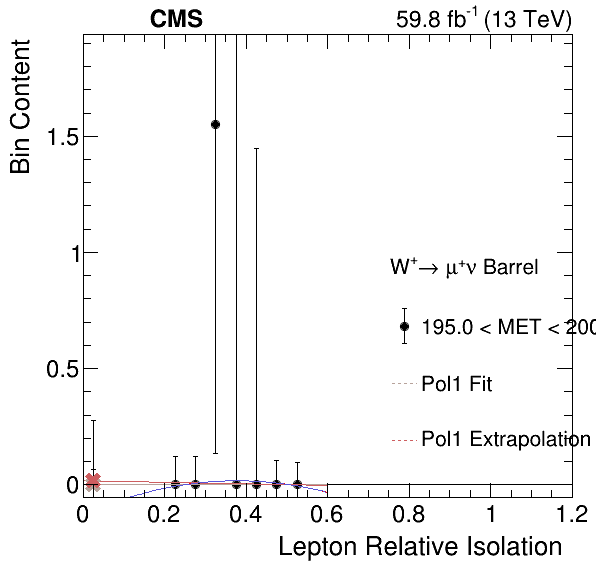 CMS 59.8 fb⁻¹ (13 TeV)
Bin Content
1.5
1
0.5
0
W⁺→ μ⁺ν Barrel
195.0 < MET < 200
Pol1 Fit
Pol1 Extrapolation
0 0.2 0.4 0.6 0.8 1 1.2
Lepton Relative Isolation